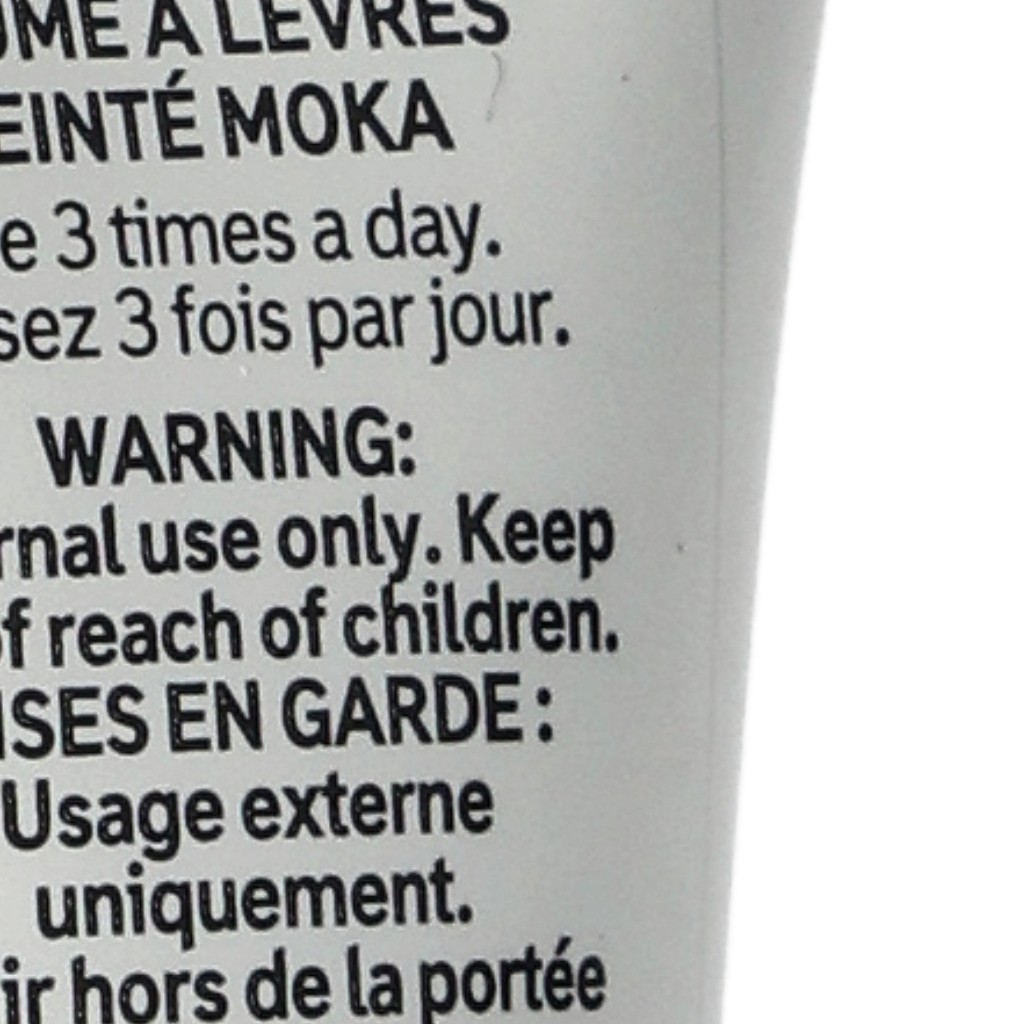 UME À LÈVRES
EINTÉ MOKA
e 3 times a day.
sez 3 fois par jour.
WARNING:
rnal use only. Keep
of reach of children.
ISES EN GARDE :
Usage externe
uniquement.
ir hors de la portée